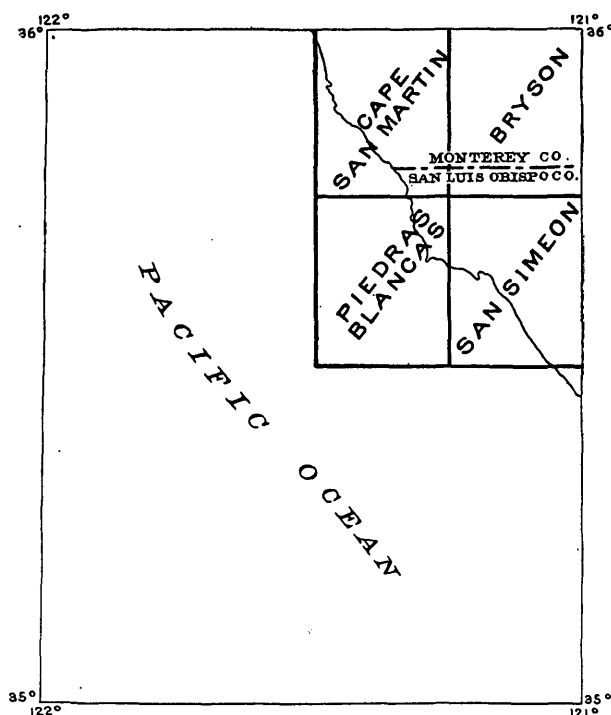 122°
121°
36°
36°
CAPE
SAN MARTIN
BRYSON
MONTEREY CO.
SAN LUIS OBISPO CO.
PIEDRAS
BLANCAS
SAN SIMEON
PACIFIC OCEAN
35°
35°
122°
121°